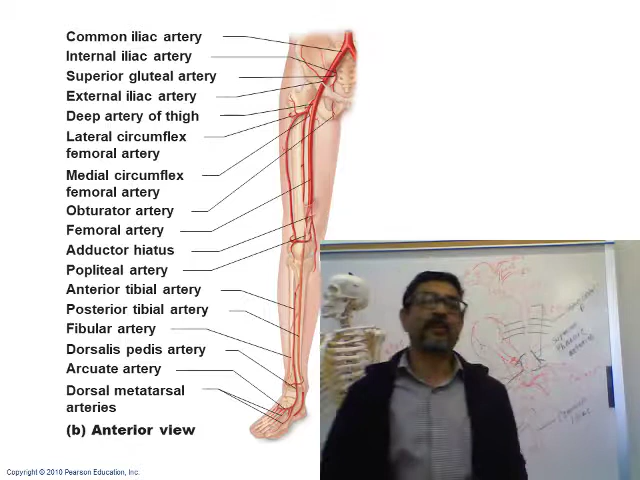 Common iliac artery
Internal iliac artery
Superior gluteal artery
External iliac artery
Deep artery of thigh
Lateral circumflex
femoral artery
Medial circumflex
femoral artery
Obturator artery
Femoral artery
Adductor hiatus
Popliteal artery
Anterior tibial artery
Posterior tibial artery
Fibular artery
Dorsalis pedis artery
Arcuate artery
Dorsal metatarsal
arteries
(b) Anterior view
Copyright © 2010 Pearson Education, Inc.